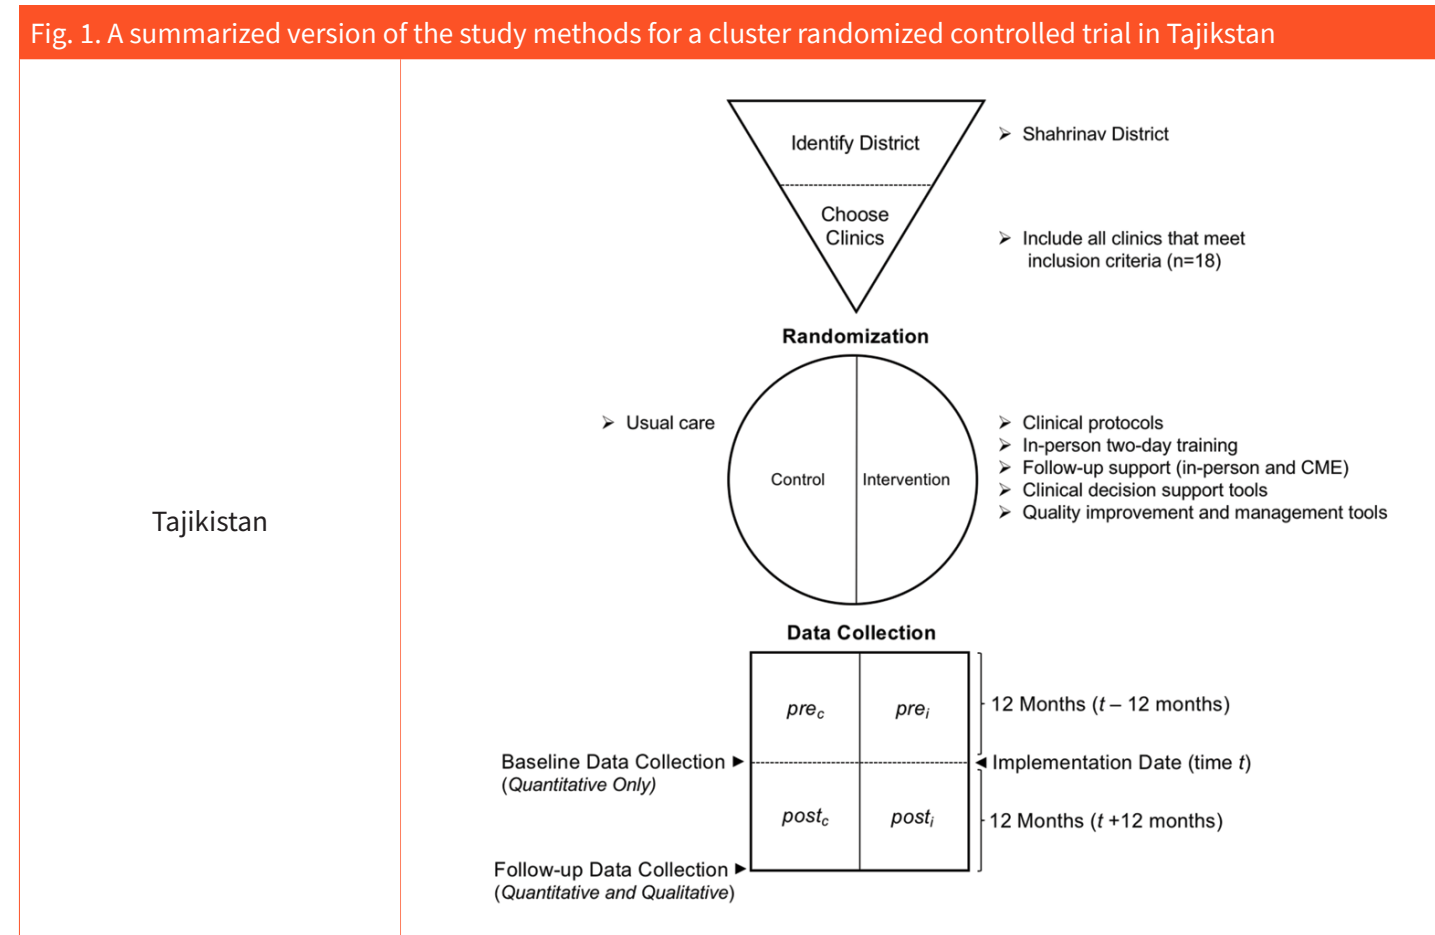 Fig. 1. A summarized version of the study methods for a cluster randomized controlled trial in Tajikstan
Tajikistan
Identify District
➢ Shahrinav District
Choose
Clinics
➢ Include all clinics that meet
inclusion criteria (n=18)
Randomization
➢ Usual care
Control
Intervention
➢ Clinical protocols
➢ In-person two-day training
➢ Follow-up support (in-person and CME)
➢ Clinical decision support tools
➢ Quality improvement and management tools
Data Collection
pre_c
pre_i
12 Months (t – 12 months)
Baseline Data Collection ►
(Quantitative Only)
◄ Implementation Date (time t)
post_c
post_i
12 Months (t +12 months)
Follow-up Data Collection ►
(Quantitative and Qualitative)